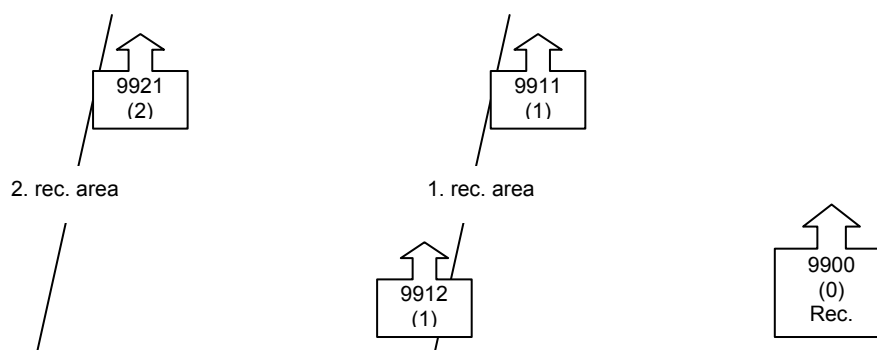 9921
(2)
9911
(1)
2. rec. area
1. rec. area
9912
(1)
9900
(0)
Rec.